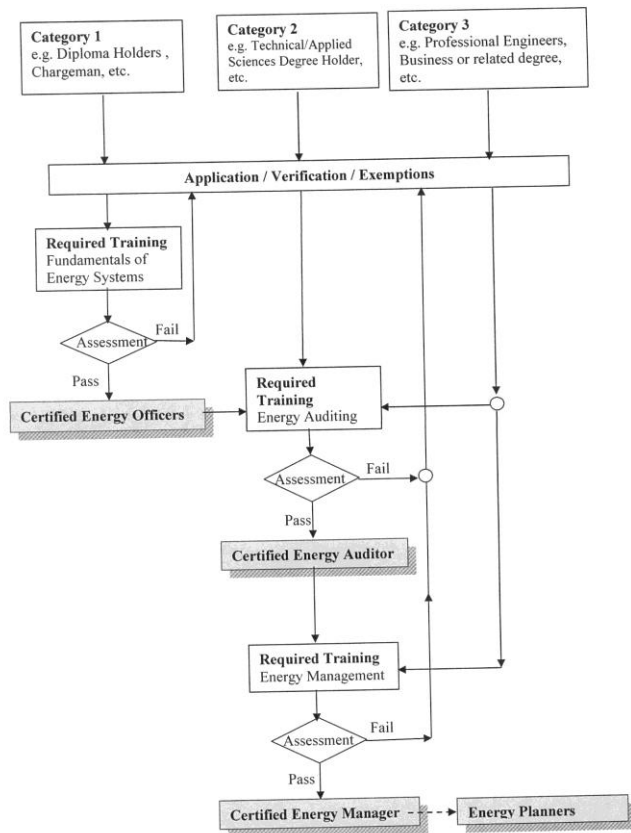 Category 1
e.g. Diploma Holders ,
Chargeman, etc.
Category 2
e.g. Technical/Applied
Sciences Degree Holder,
etc.
Category 3
e.g. Professional Engineers,
Business or related degree,
etc.
Application / Verification / Exemptions
Required Training
Fundamentals of
Energy Systems
Assessment
Fail
Pass
Certified Energy Officers
Required
Training
Energy Auditing
Assessment
Fail
Pass
Certified Energy Auditor
Required Training
Energy Management
Assessment
Fail
Pass
Certified Energy Manager
Energy Planners